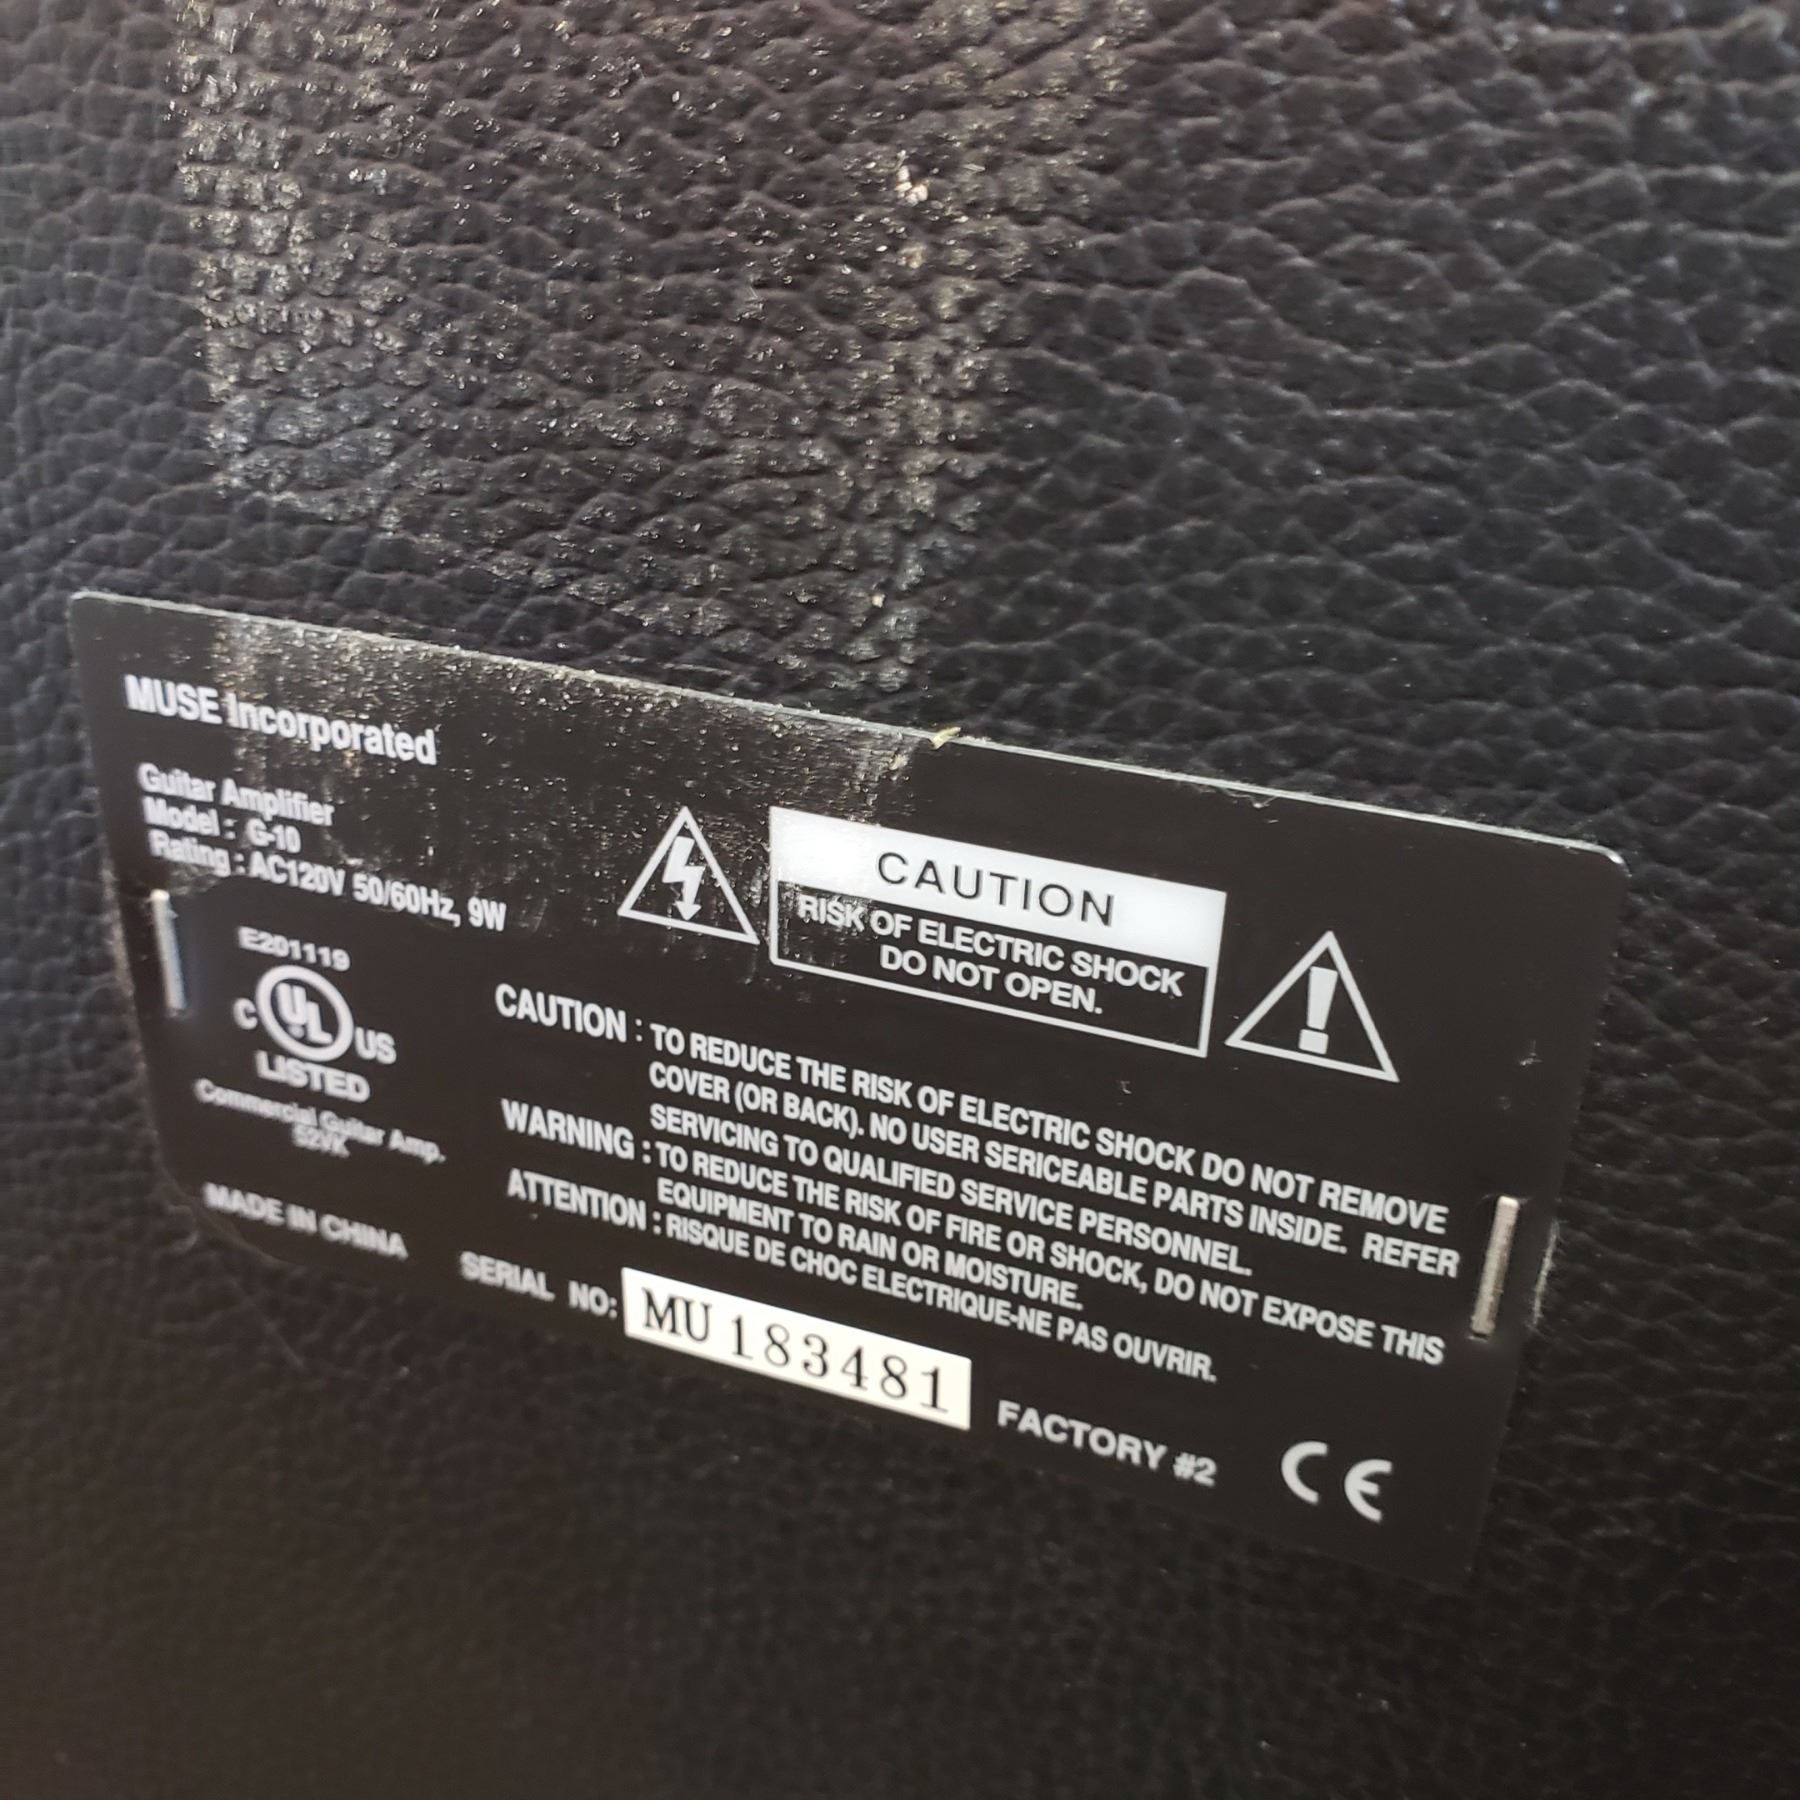 MUSE Incorporated
Guitar Amplifier
Model : G-10
Rating : AC120V 50/60Hz, 9W
E201119
C UL US
LISTED
Commercial Guitar Amp.
52VK
MADE IN CHINA
CAUTION
RISK OF ELECTRIC SHOCK
DO NOT OPEN.
CAUTION : TO REDUCE THE RISK OF ELECTRIC SHOCK DO NOT REMOVE
COVER (OR BACK). NO USER SERICEABLE PARTS INSIDE. REFER
SERVICING TO QUALIFIED SERVICE PERSONNEL.
WARNING : TO REDUCE THE RISK OF FIRE OR SHOCK, DO NOT EXPOSE THIS
EQUIPMENT TO RAIN OR MOISTURE.
ATTENTION : RISQUE DE CHOC ELECTRIQUE-NE PAS OUVRIR.
SERIAL NO: MU 183481
FACTORY #2
CE